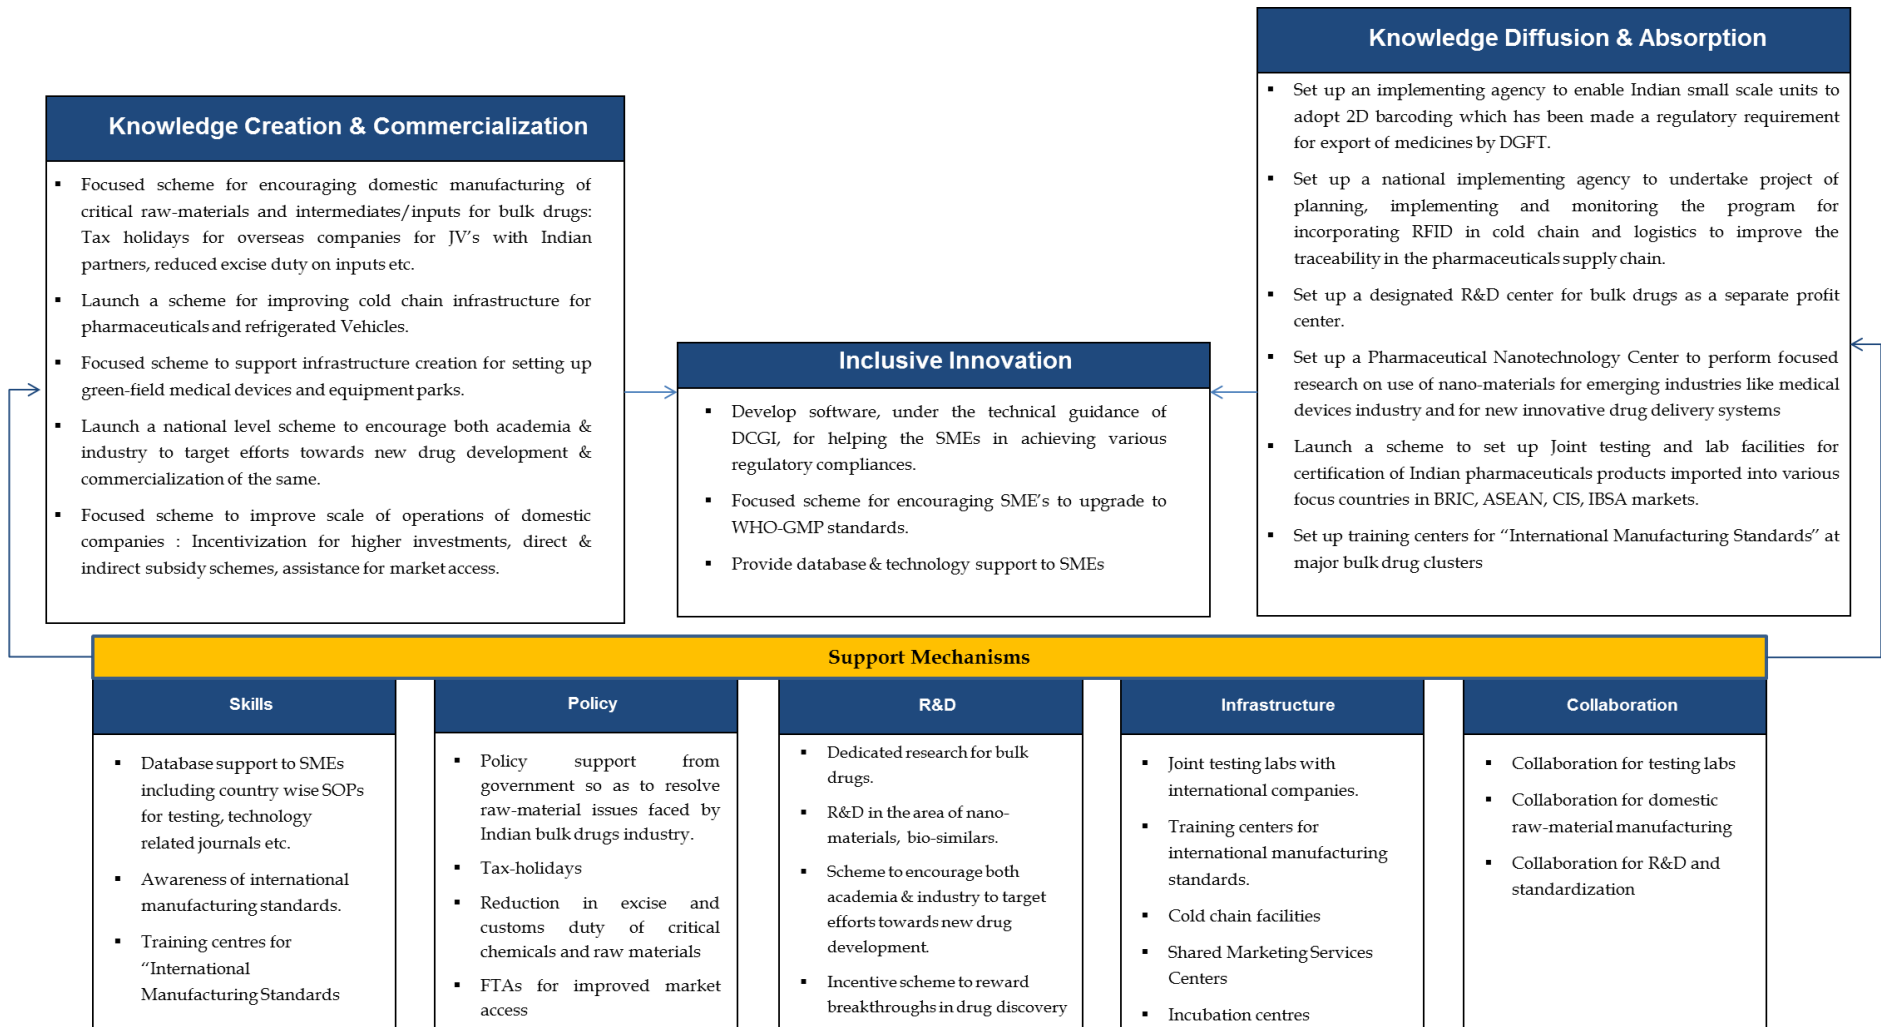 Knowledge Creation & Commercialization
▪ Focused scheme for encouraging domestic manufacturing of
critical raw-materials and intermediates/inputs for bulk drugs:
Tax holidays for overseas companies for JV's with Indian
partners, reduced excise duty on inputs etc.
▪ Launch a scheme for improving cold chain infrastructure for
pharmaceuticals and refrigerated Vehicles.
▪ Focused scheme to support infrastructure creation for setting up
green-field medical devices and equipment parks.
▪ Launch a national level scheme to encourage both academia &
industry to target efforts towards new drug development &
commercialization of the same.
▪ Focused scheme to improve scale of operations of domestic
companies : Incentivization for higher investments, direct &
indirect subsidy schemes, assistance for market access.
Inclusive Innovation
▪ Develop software, under the technical guidance of
DCGI, for helping the SMEs in achieving various
regulatory compliances.
▪ Focused scheme for encouraging SME's to upgrade to
WHO-GMP standards.
▪ Provide database & technology support to SMEs
Knowledge Diffusion & Absorption
▪ Set up an implementing agency to enable Indian small scale units to
adopt 2D barcoding which has been made a regulatory requirement
for export of medicines by DGFT.
▪ Set up a national implementing agency to undertake project of
planning, implementing and monitoring the program for
incorporating RFID in cold chain and logistics to improve the
traceability in the pharmaceuticals supply chain.
▪ Set up a designated R&D center for bulk drugs as a separate profit
center.
▪ Set up a Pharmaceutical Nanotechnology Center to perform focused
research on use of nano-materials for emerging industries like medical
devices industry and for new innovative drug delivery systems
▪ Launch a scheme to set up Joint testing and lab facilities for
certification of Indian pharmaceuticals products imported into various
focus countries in BRIC, ASEAN, CIS, IBSA markets.
▪ Set up training centers for “International Manufacturing Standards” at
major bulk drug clusters
Support Mechanisms
Skills
▪ Database support to SMEs
including country wise SOPs
for testing, technology
related journals etc.
▪ Awareness of international
manufacturing standards.
▪ Training centres for
“International
Manufacturing Standards
Policy
▪ Policy support from
government so as to resolve
raw-material issues faced by
Indian bulk drugs industry.
▪ Tax-holidays
▪ Reduction in excise and
customs duty of critical
chemicals and raw materials
▪ FTAs for improved market
access
R&D
▪ Dedicated research for bulk
drugs.
▪ R&D in the area of nano-
materials, bio-similars.
▪ Scheme to encourage both
academia & industry to target
efforts towards new drug
development.
▪ Incentive scheme to reward
breakthroughs in drug discovery
Infrastructure
▪ Joint testing labs with
international companies.
▪ Training centers for
international manufacturing
standards.
▪ Cold chain facilities
▪ Shared Marketing Services
Centers
▪ Incubation centres
Collaboration
▪ Collaboration for testing labs
▪ Collaboration for domestic
raw-material manufacturing
▪ Collaboration for R&D and
standardization